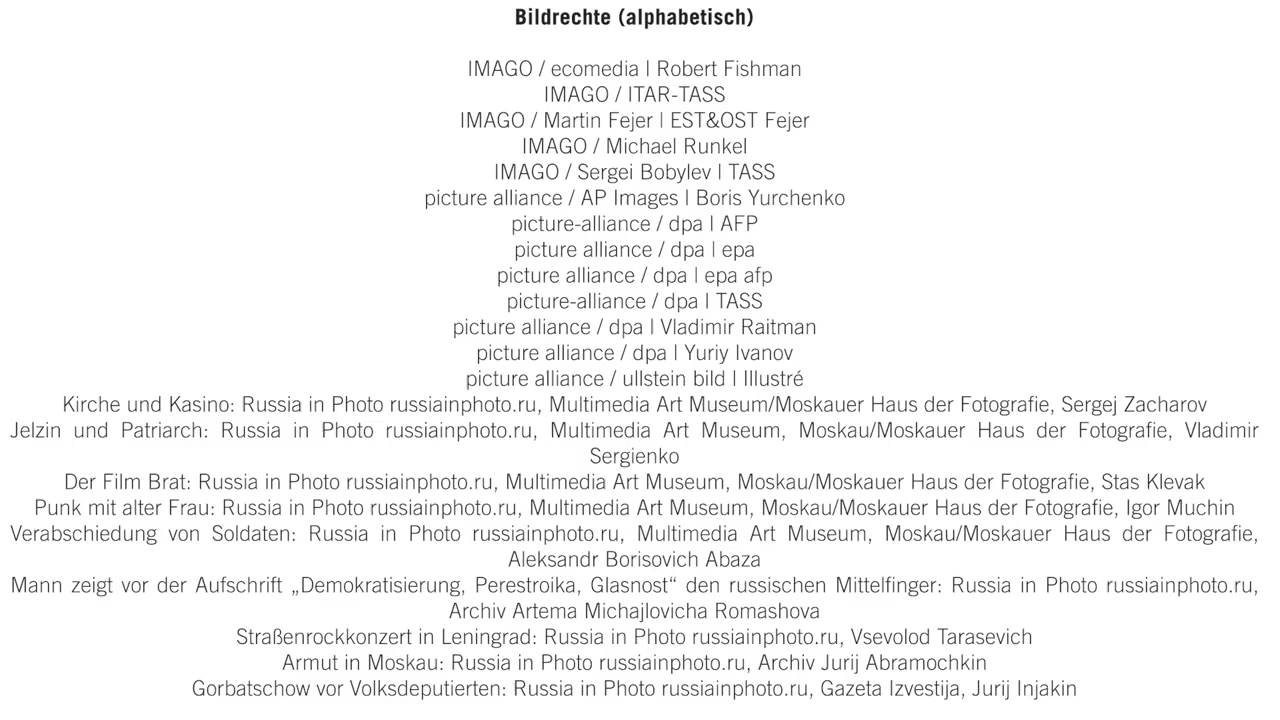 Bildrechte (alphabetisch)
IMAGO / ecomedia | Robert Fishman
IMAGO / ITAR-TASS
IMAGO / Martin Fejer | EST&OST Fejer
IMAGO / Michael Runkel
IMAGO / Sergei Bobylev | TASS
picture alliance / AP Images | Boris Yurchenko
picture-alliance / dpa | AFP
picture alliance / dpa | epa
picture alliance / dpa | epa afp
picture-alliance / dpa | TASS
picture alliance / dpa | Vladimir Raitman
picture alliance / dpa | Yuriy Ivanov
picture alliance / ullstein bild | Illustré
Kirche und Kasino: Russia in Photo russiainphoto.ru, Multimedia Art Museum/Moskauer Haus der Fotografie, Sergej Zacharov
Jelzin und Patriarch: Russia in Photo russiainphoto.ru, Multimedia Art Museum, Moskau/Moskauer Haus der Fotografie, Vladimir
Sergienko
Der Film Brat: Russia in Photo russiainphoto.ru, Multimedia Art Museum, Moskau/Moskauer Haus der Fotografie, Stas Klevak
Punk mit alter Frau: Russia in Photo russiainphoto.ru, Multimedia Art Museum, Moskau/Moskauer Haus der Fotografie, Igor Muchin
Verabschiedung von Soldaten: Russia in Photo russiainphoto.ru, Multimedia Art Museum, Moskau/Moskauer Haus der Fotografie,
Aleksandr Borisovich Abaza
Mann zeigt vor der Aufschrift „Demokratisierung, Perestroika, Glasnost“ den russischen Mittelfinger: Russia in Photo russiainphoto.ru,
Archiv Artema Michajlovicha Romashova
Straßenrockkonzert in Leningrad: Russia in Photo russiainphoto.ru, Vsevolod Tarasevich
Armut in Moskau: Russia in Photo russiainphoto.ru, Archiv Jurij Abramochkin
Gorbatschow vor Volksdeputierten: Russia in Photo russiainphoto.ru, Gazeta Izvestija, Jurij Injakin